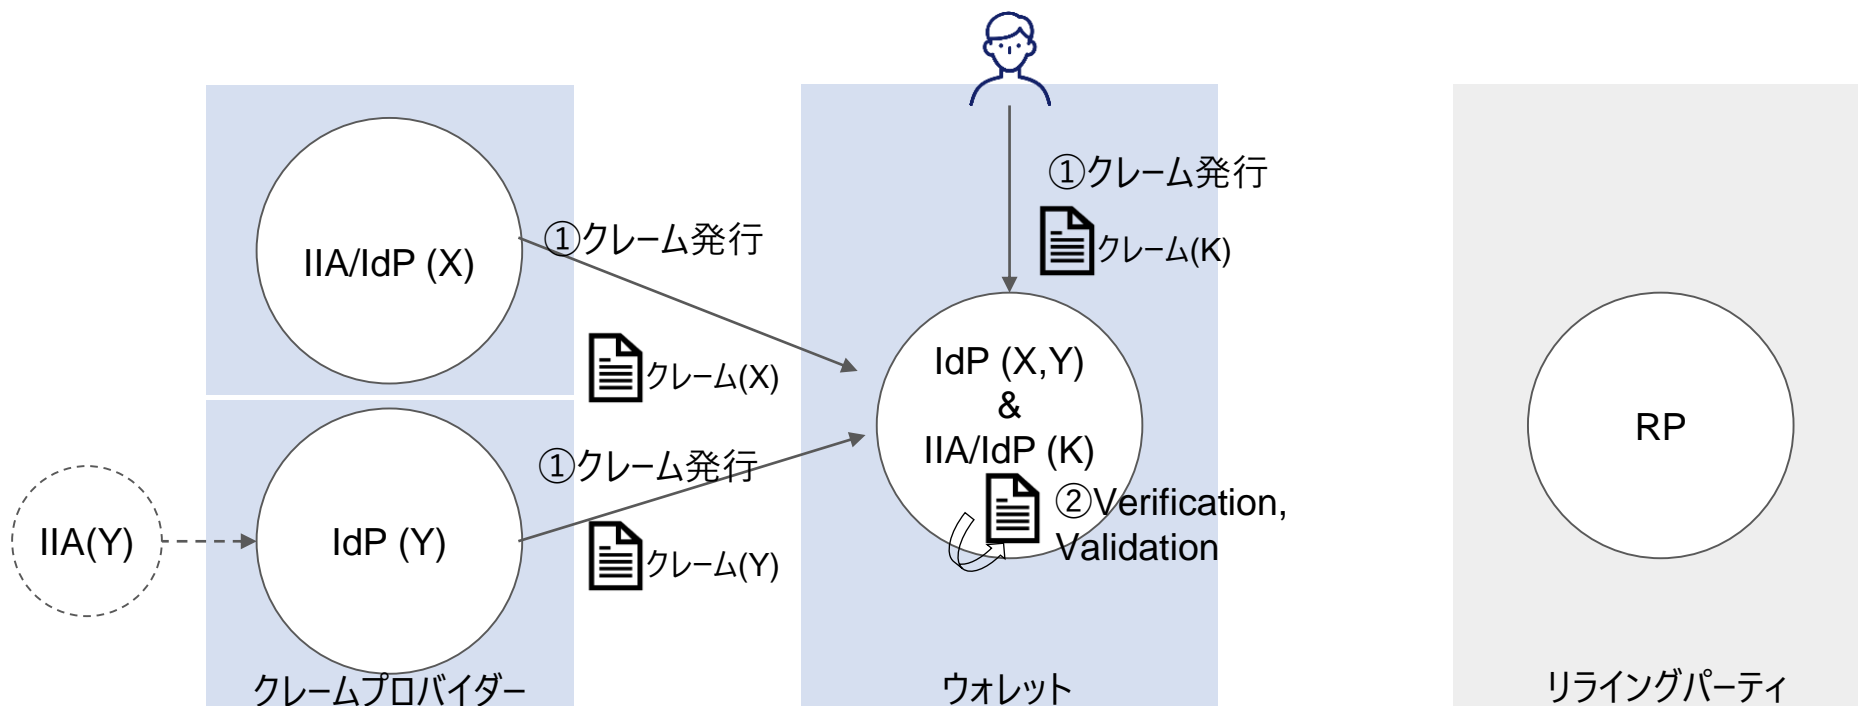 ①クレーム発行
クレーム(K)
IIA/IdP (X)
①クレーム発行
クレーム(X)
IdP (X,Y)
&
IIA/IdP (K)
②Verification,
Validation
RP
IIA(Y)
IdP (Y)
①クレーム発行
クレーム(Y)
クレームプロバイダー
ウォレット
リライングパーティ